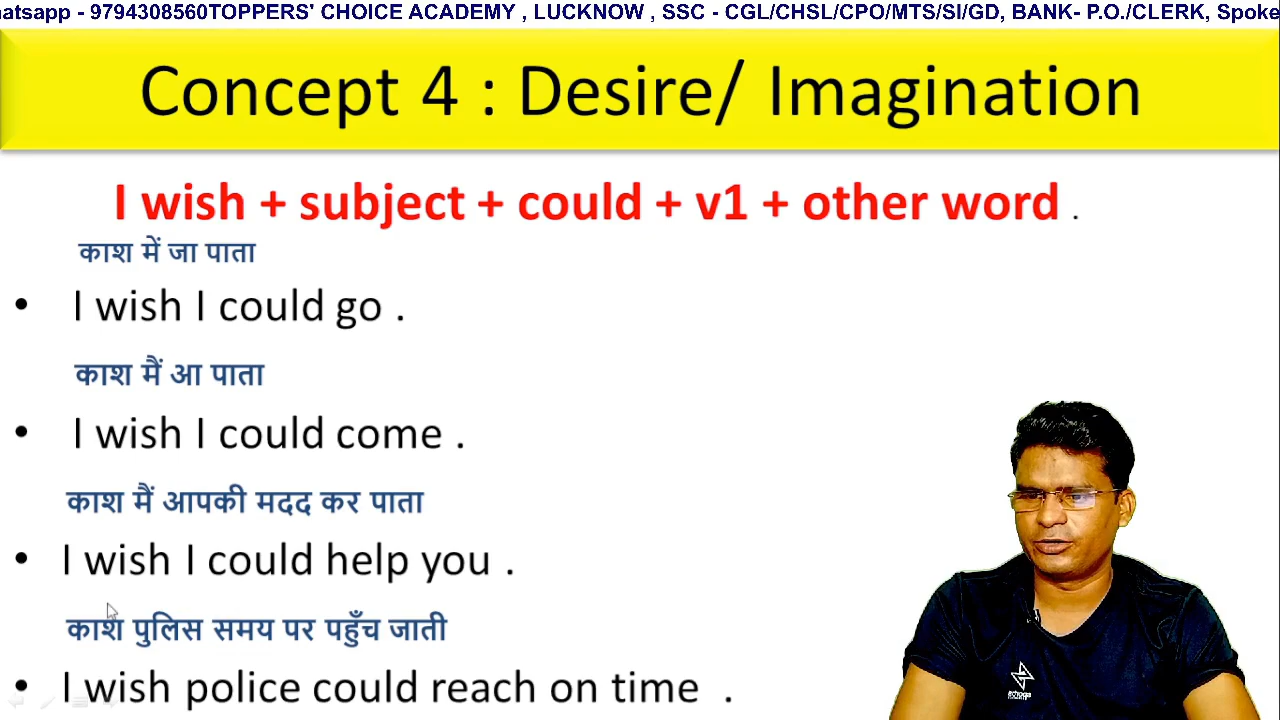 atsapp - 9794308560TOPPERS' CHOICE ACADEMY , LUCKNOW , SSC - CGL/CHSL/CPO/MTS/SI/GD, BANK- P.O./CLERK, Spoke
Concept 4 : Desire/ Imagination
I wish + subject + could + v1 + other word .
काश में जा पाता
• I wish I could go .
काश मैं आ पाता
• I wish I could come .
काश मैं आपकी मदद कर पाता
• I wish I could help you .
काश पुलिस समय पर पहुँच जाती
• I wish police could reach on time .